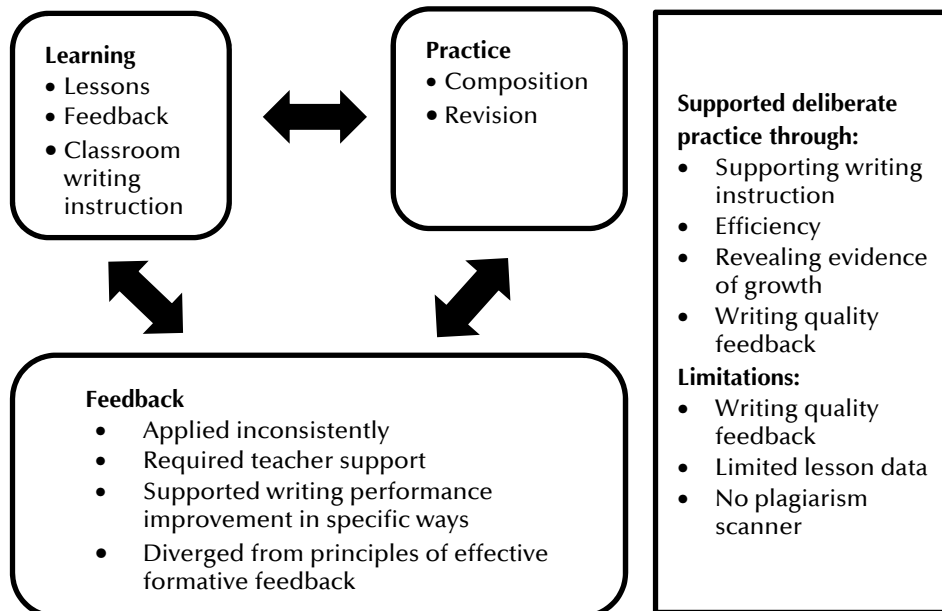 Learning
• Lessons
• Feedback
• Classroom
writing
instruction
Practice
• Composition
• Revision
Feedback
• Applied inconsistently
• Required teacher support
• Supported writing performance
improvement in specific ways
• Diverged from principles of effective
formative feedback
Supported deliberate
practice through:
• Supporting writing
instruction
• Efficiency
• Revealing evidence
of growth
• Writing quality
feedback
Limitations:
• Writing quality
feedback
• Limited lesson data
• No plagiarism
scanner